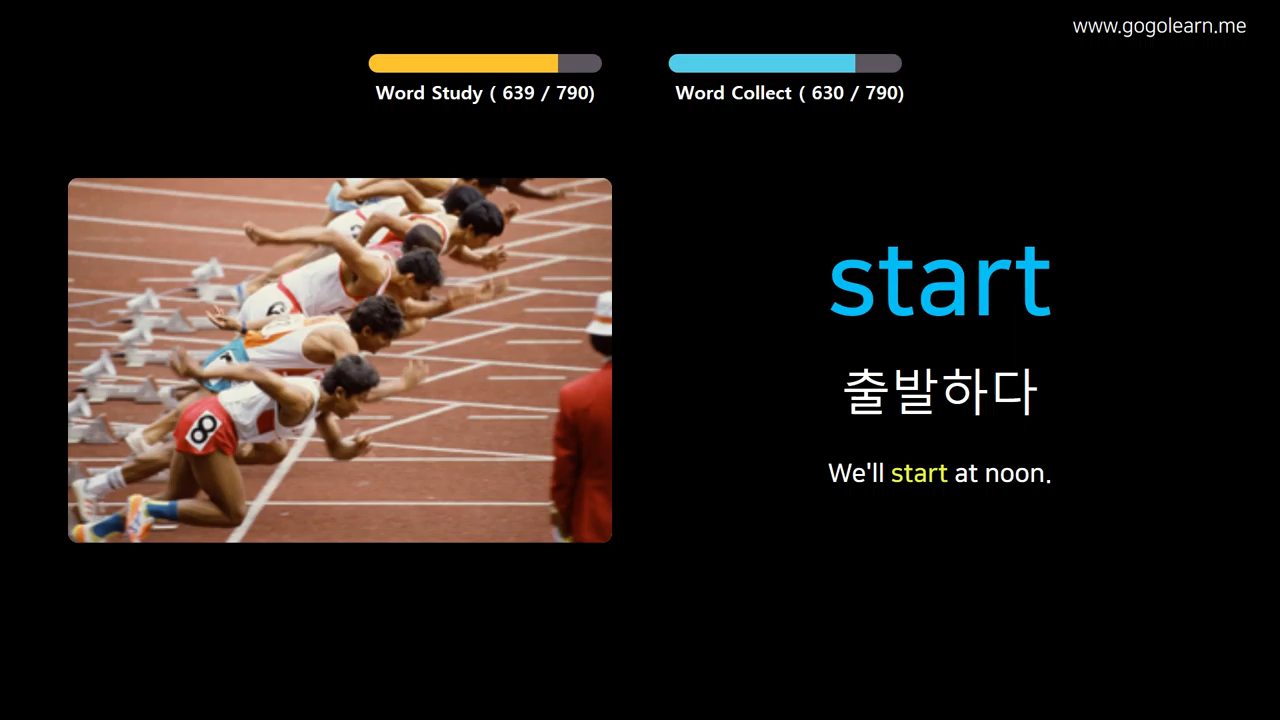 www.gogolearn.me
Word Study ( 639 / 790)
Word Collect ( 630 / 790)
start
출발하다
We'll start at noon.
8